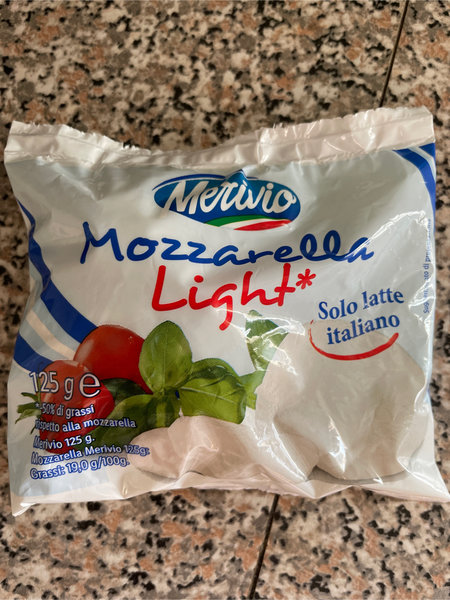 Merivio
Mozzarella
Light*
Solo latte
italiano
125 g e
50% di grassi
rispetto alla mozzarella
Merivio 125 g.
Mozzarella Merivio 125g:
Grassi: 19,0 g/100g.